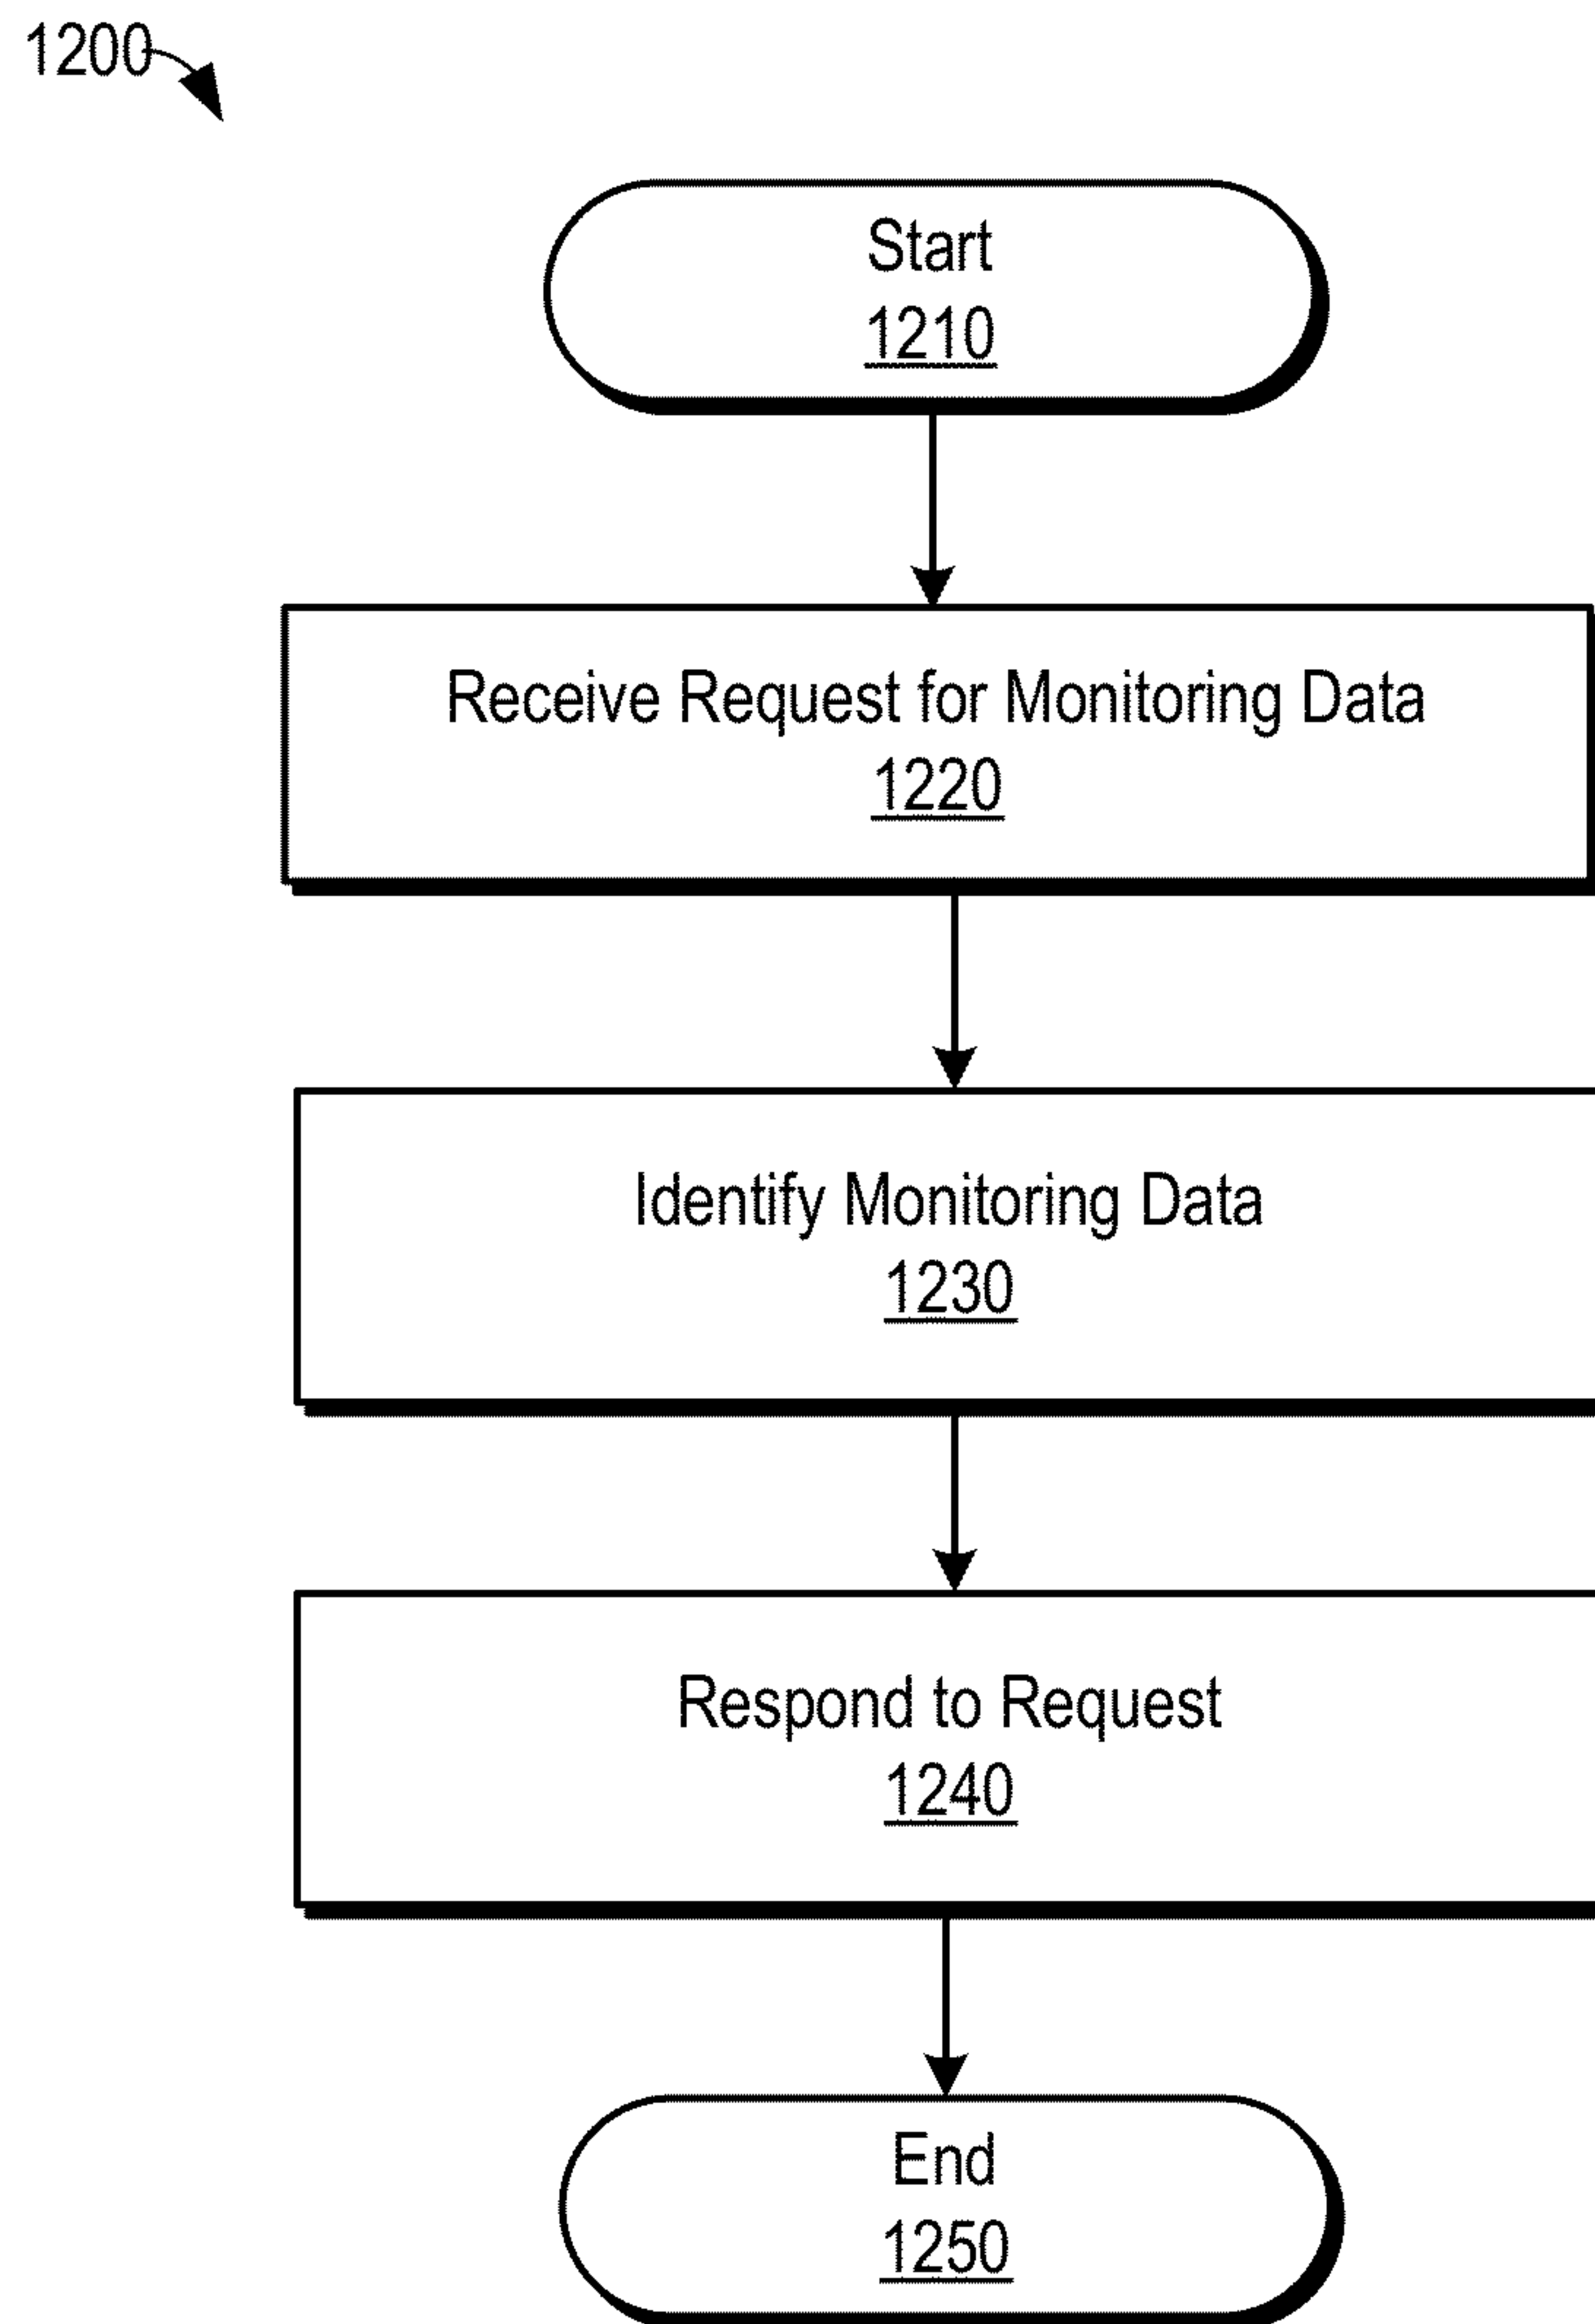 1200
Start
1210
Receive Request for Monitoring Data
1220
Identify Monitoring Data
1230
Respond to Request
1240
End
1250